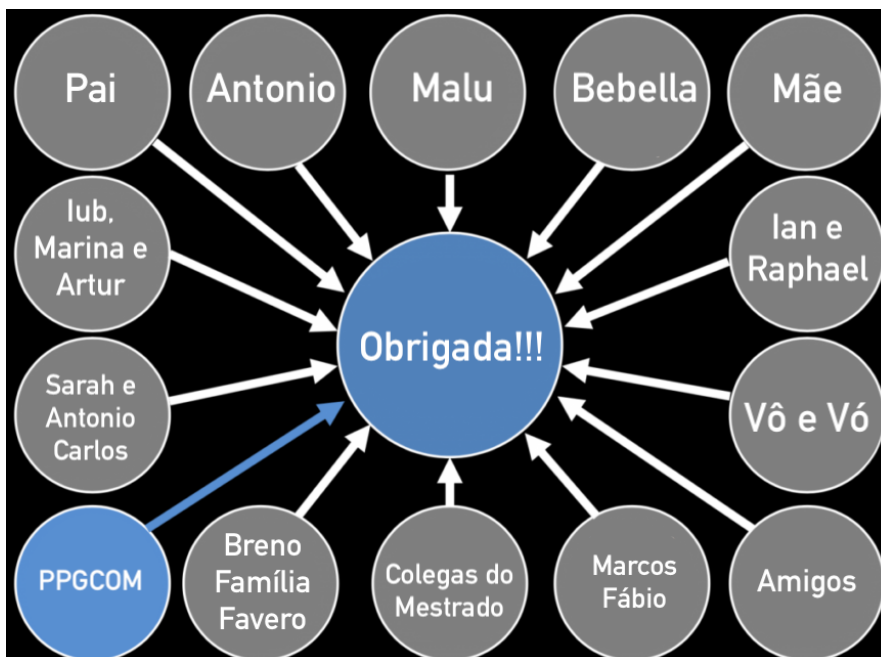 Pai
Antonio
Malu
Bebella
Mãe
Iub,
Marina e
Artur
Ian e
Raphael
Obrigada!!!
Sarah e
Antonio
Carlos
Vô e Vó
PPGCOM
Breno
Família
Favero
Colegas do
Mestrado
Marcos
Fábio
Amigos